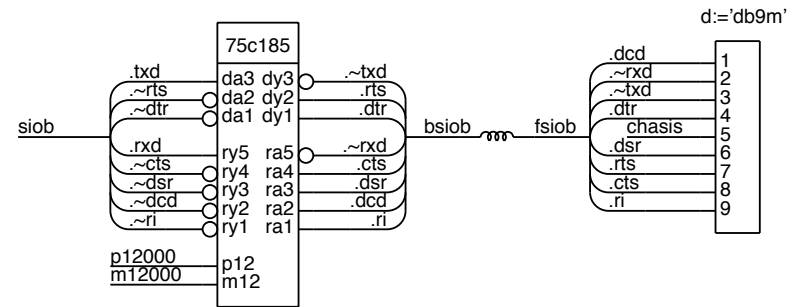 d:='db9m'
75c185
.txd da3 dy3 .~txd .dcd 1
.~rts da2 dy2 .rts .~rxd 2
.~dtr da1 dy1 .dtr .~txd 3
.dtr 4
siob bsiob fsiob chasis 5
.rxd ry5 ra5 .~rxd .dsr 6
.~cts ry4 ra4 .cts .rts 7
.~dsr ry3 ra3 .dsr .cts 8
.~dcd ry2 ra2 .dcd .ri 9
.~ri ry1 ra1 .ri
p12000 p12
m12000 m12